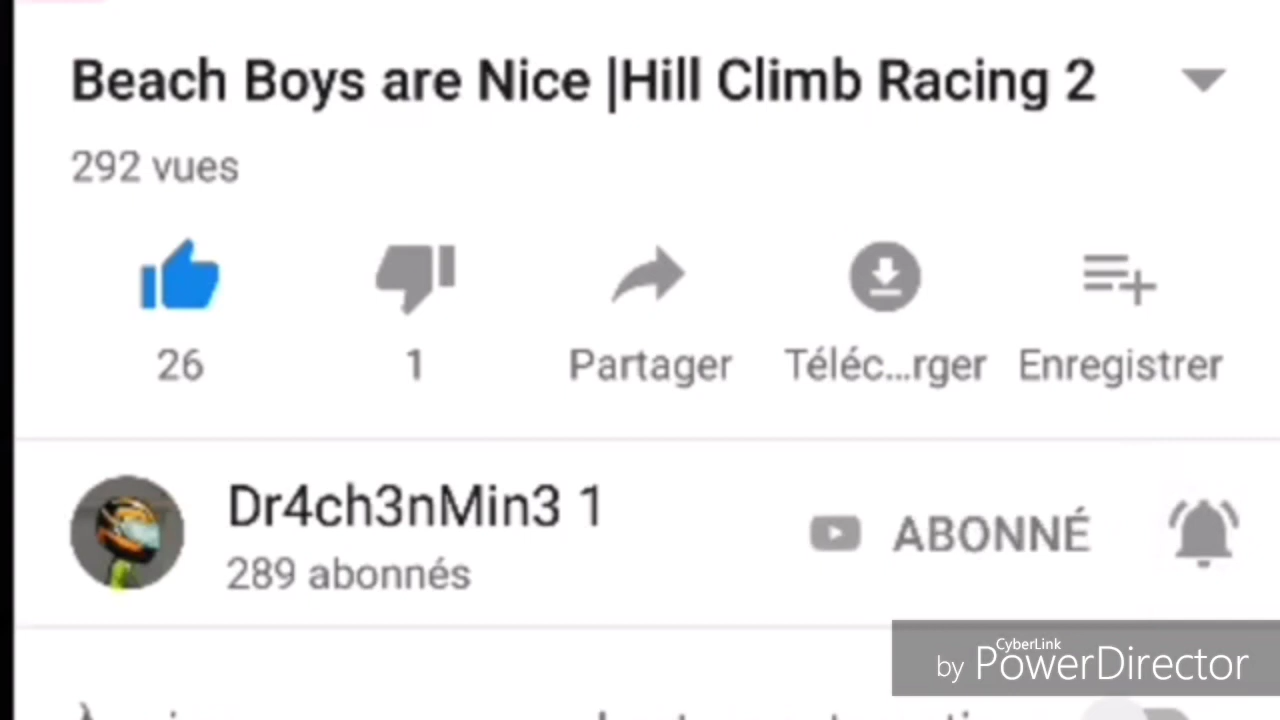 Beach Boys are Nice |Hill Climb Racing 2
292 vues
26
1
Partager
Téléc...rger
Enregistrer
Dr4ch3nMin3 1
289 abonnés
ABONNÉ
CyberLink
by PowerDirector